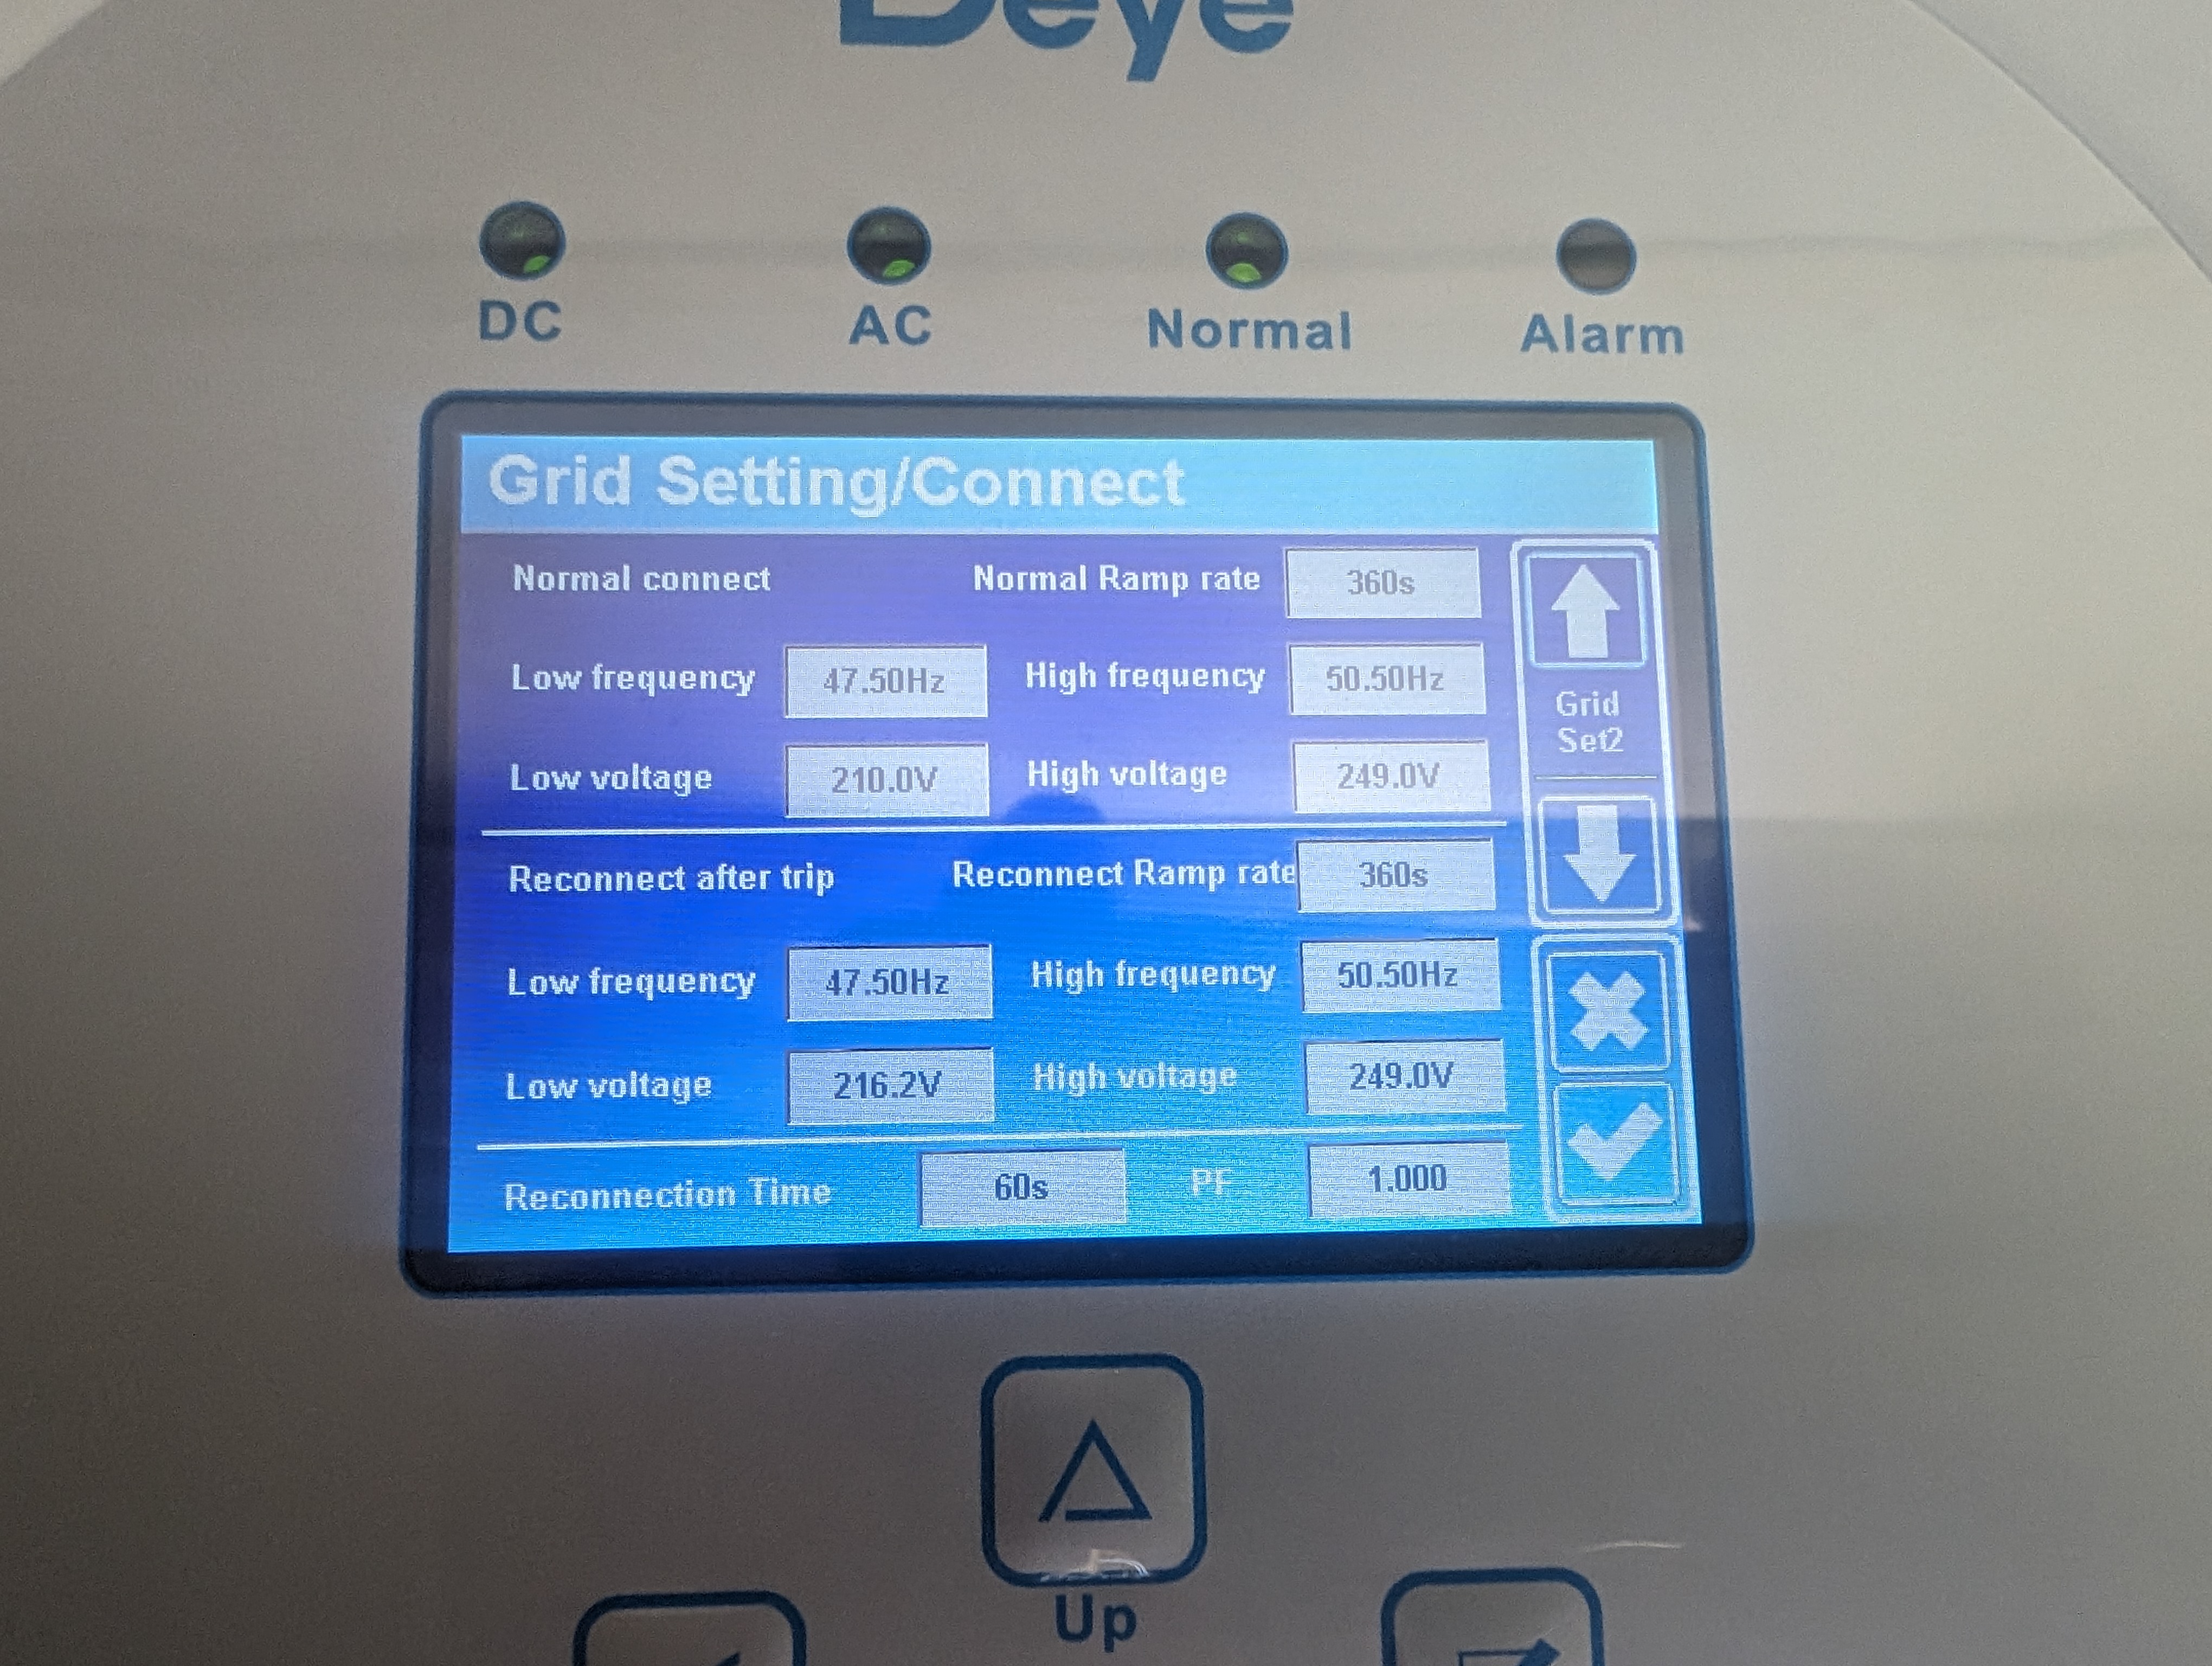 Deye
DC AC Normal Alarm
Grid Setting/Connect
Normal connect Normal Ramp rate 360s
Low frequency 47.50Hz High frequency 50.50Hz
Low voltage 210.0V High voltage 249.0V
Grid
Set2
Reconnect after trip Reconnect Ramp rate 360s
Low frequency 47.50Hz High frequency 50.50Hz
Low voltage 216.2V High voltage 249.0V
Reconnection Time 60s PF 1.000
Up